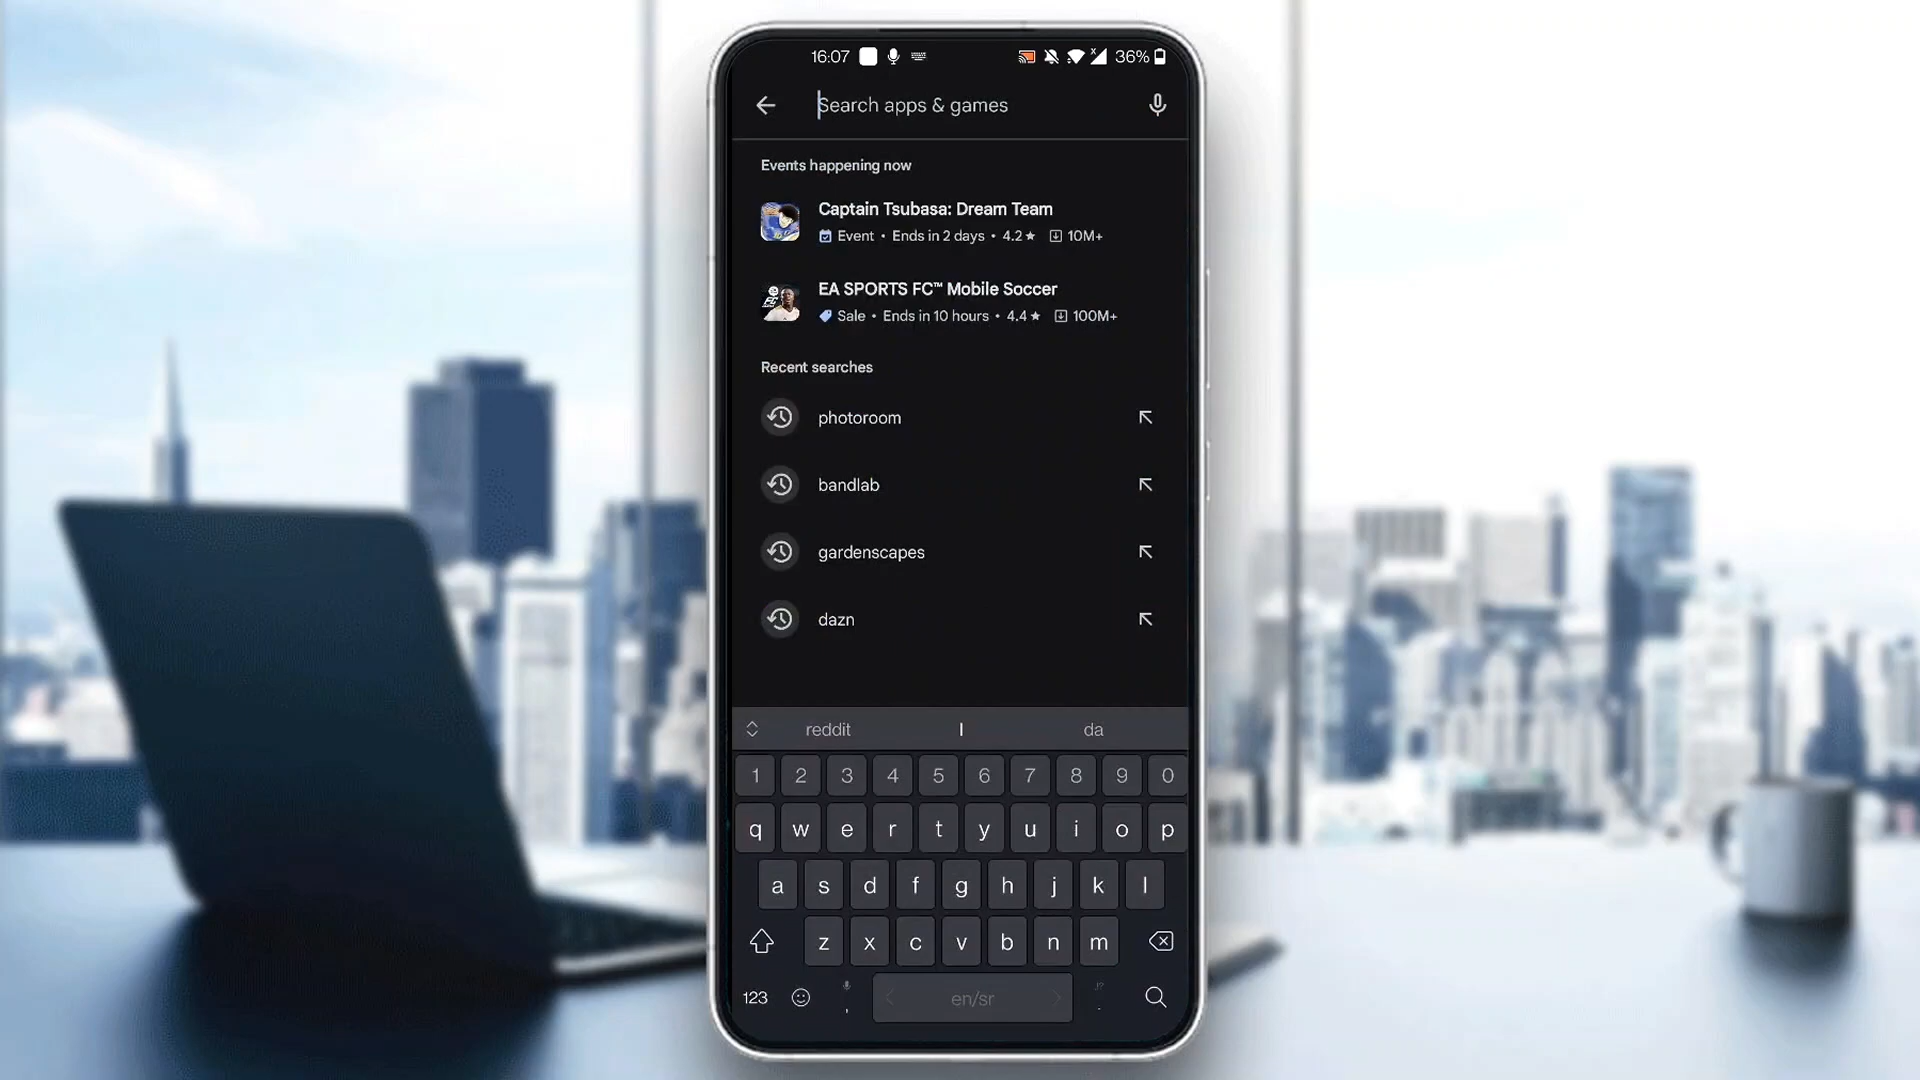 16:07 36%
Search apps & games
Events happening now
Captain Tsubasa: Dream Team
Event • Ends in 2 days • 4.2★ 10M+
EA SPORTS FC™ Mobile Soccer
Sale • Ends in 10 hours • 4.4★ 100M+
Recent searches
photoroom
bandlab
gardenscapes
dazn
reddit I da
1 2 3 4 5 6 7 8 9 0
q w e r t y u i o p
a s d f g h j k l
z x c v b n m
123 , en/sr .